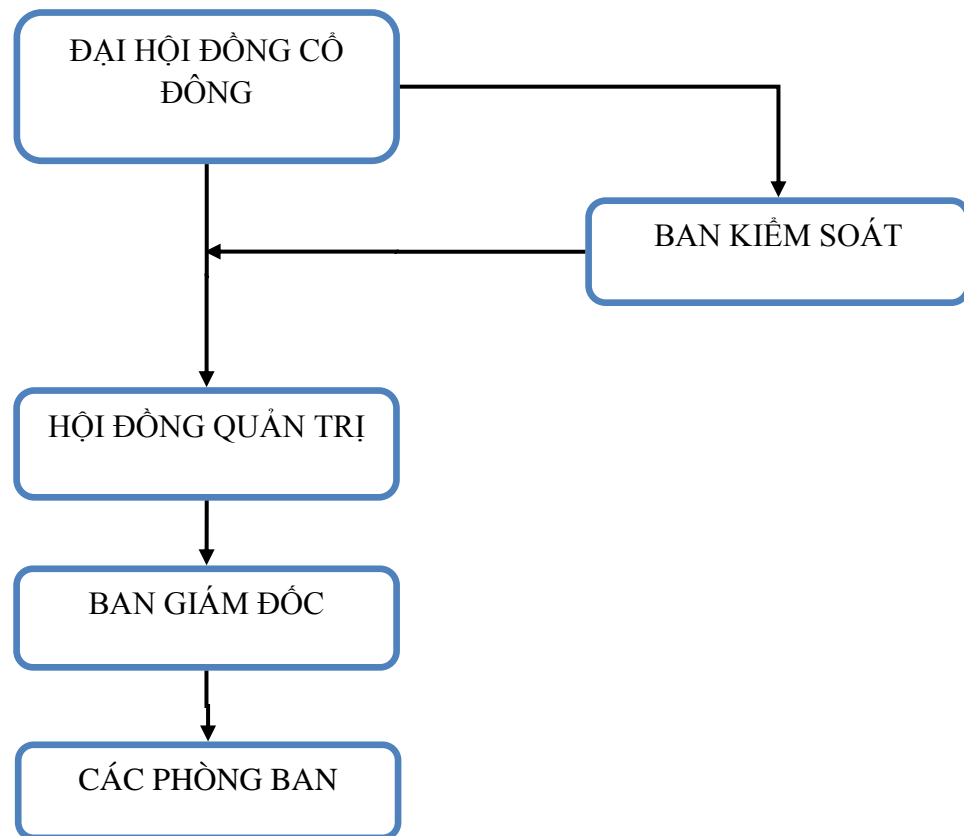 ĐẠI HỘI ĐỒNG CỔ
ĐÔNG
BAN KIỂM SOÁT
HỘI ĐỒNG QUẢN TRỊ
BAN GIÁM ĐỐC
CÁC PHÒNG BAN